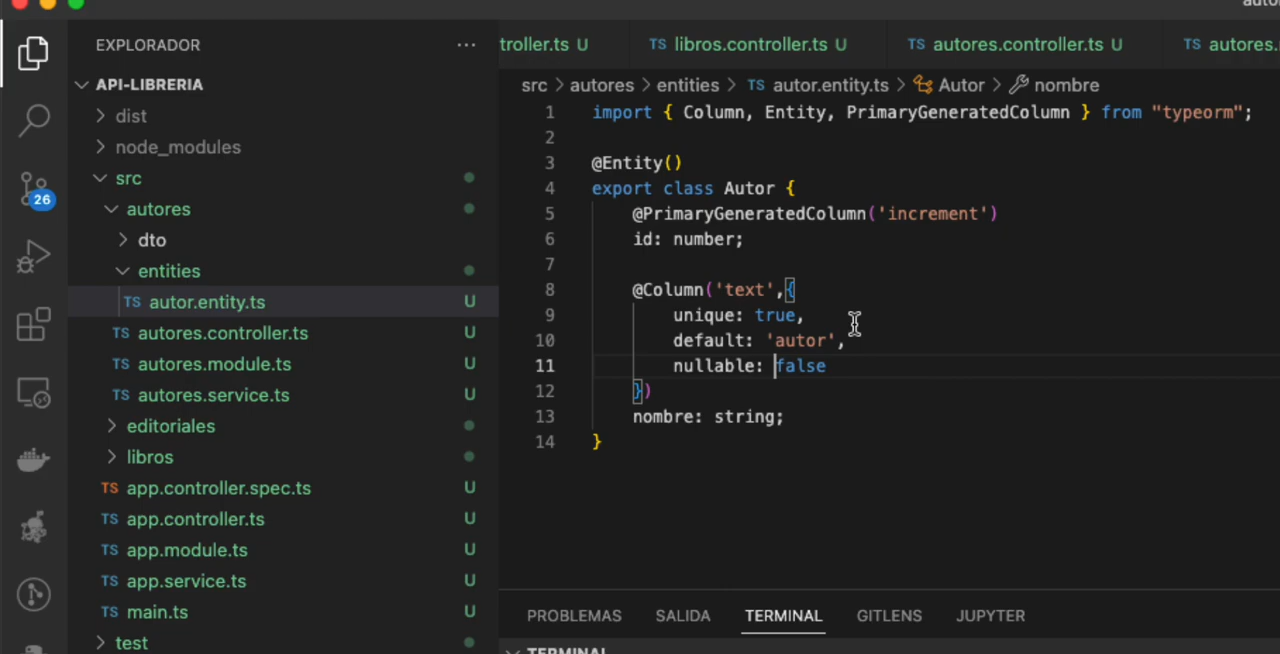 autor
EXPLORADOR
API-LIBRERIA
dist
node_modules
src
autores
dto
entities
TS autor.entity.ts U
TS autores.controller.ts U
TS autores.module.ts U
TS autores.service.ts U
editoriales
libros
TS app.controller.spec.ts U
TS app.controller.ts U
TS app.module.ts U
TS app.service.ts U
TS main.ts U
test
26
troller.ts U TS libros.controller.ts U TS autores.controller.ts U TS autores.
src > autores > entities > TS autor.entity.ts > Autor > nombre
1 import { Column, Entity, PrimaryGeneratedColumn } from "typeorm";
2
3 @Entity()
4 export class Autor {
5 @PrimaryGeneratedColumn('increment')
6 id: number;
7
8 @Column('text',{
9 unique: true,
10 default: 'autor',
11 nullable: false
12 })
13 nombre: string;
14 }
PROBLEMAS SALIDA TERMINAL GITLENS JUPYTER
TERMINAL